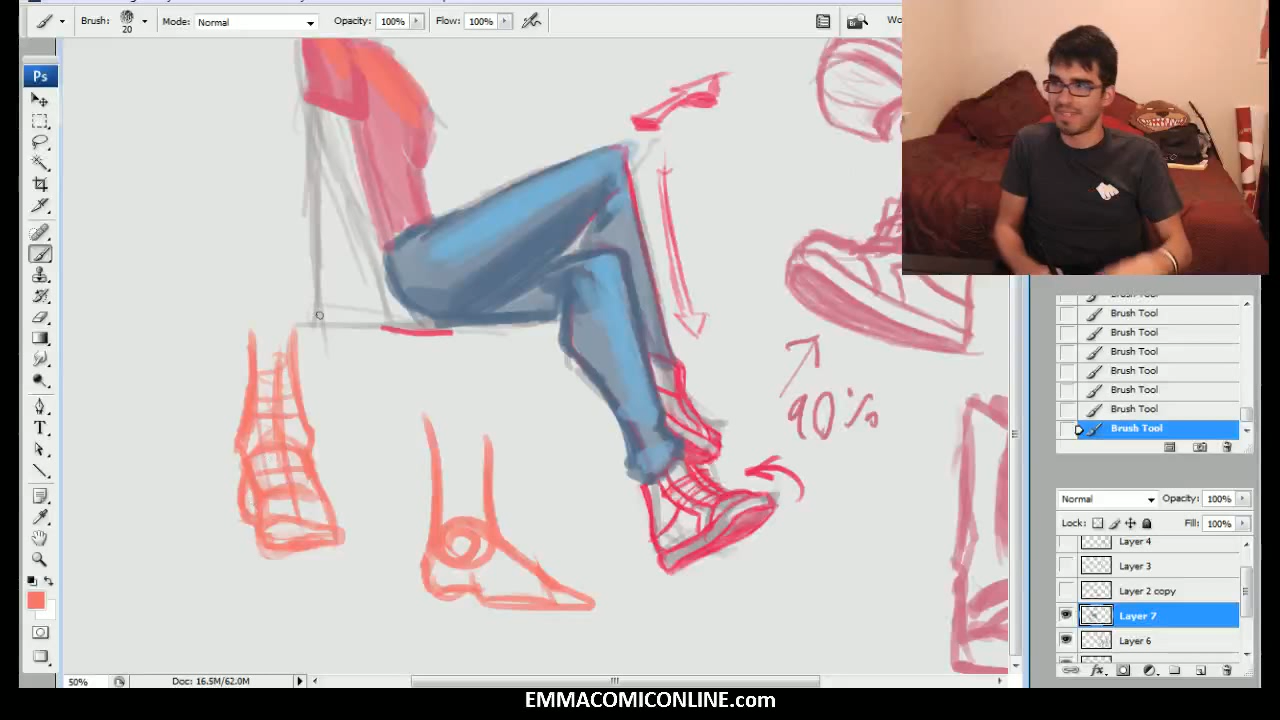 Brush: 20 Mode: Normal Opacity: 100% Flow: 100%
Ps
T
90%
Brush Tool
Brush Tool
Brush Tool
Brush Tool
Brush Tool
Brush Tool
Brush Tool
Normal Opacity: 100%
Lock: Fill: 100%
Layer 4
Layer 3
Layer 2 copy
Layer 7
Layer 6
50% Doc: 16.5M/62.0M
EMMACOMICONLINE.com